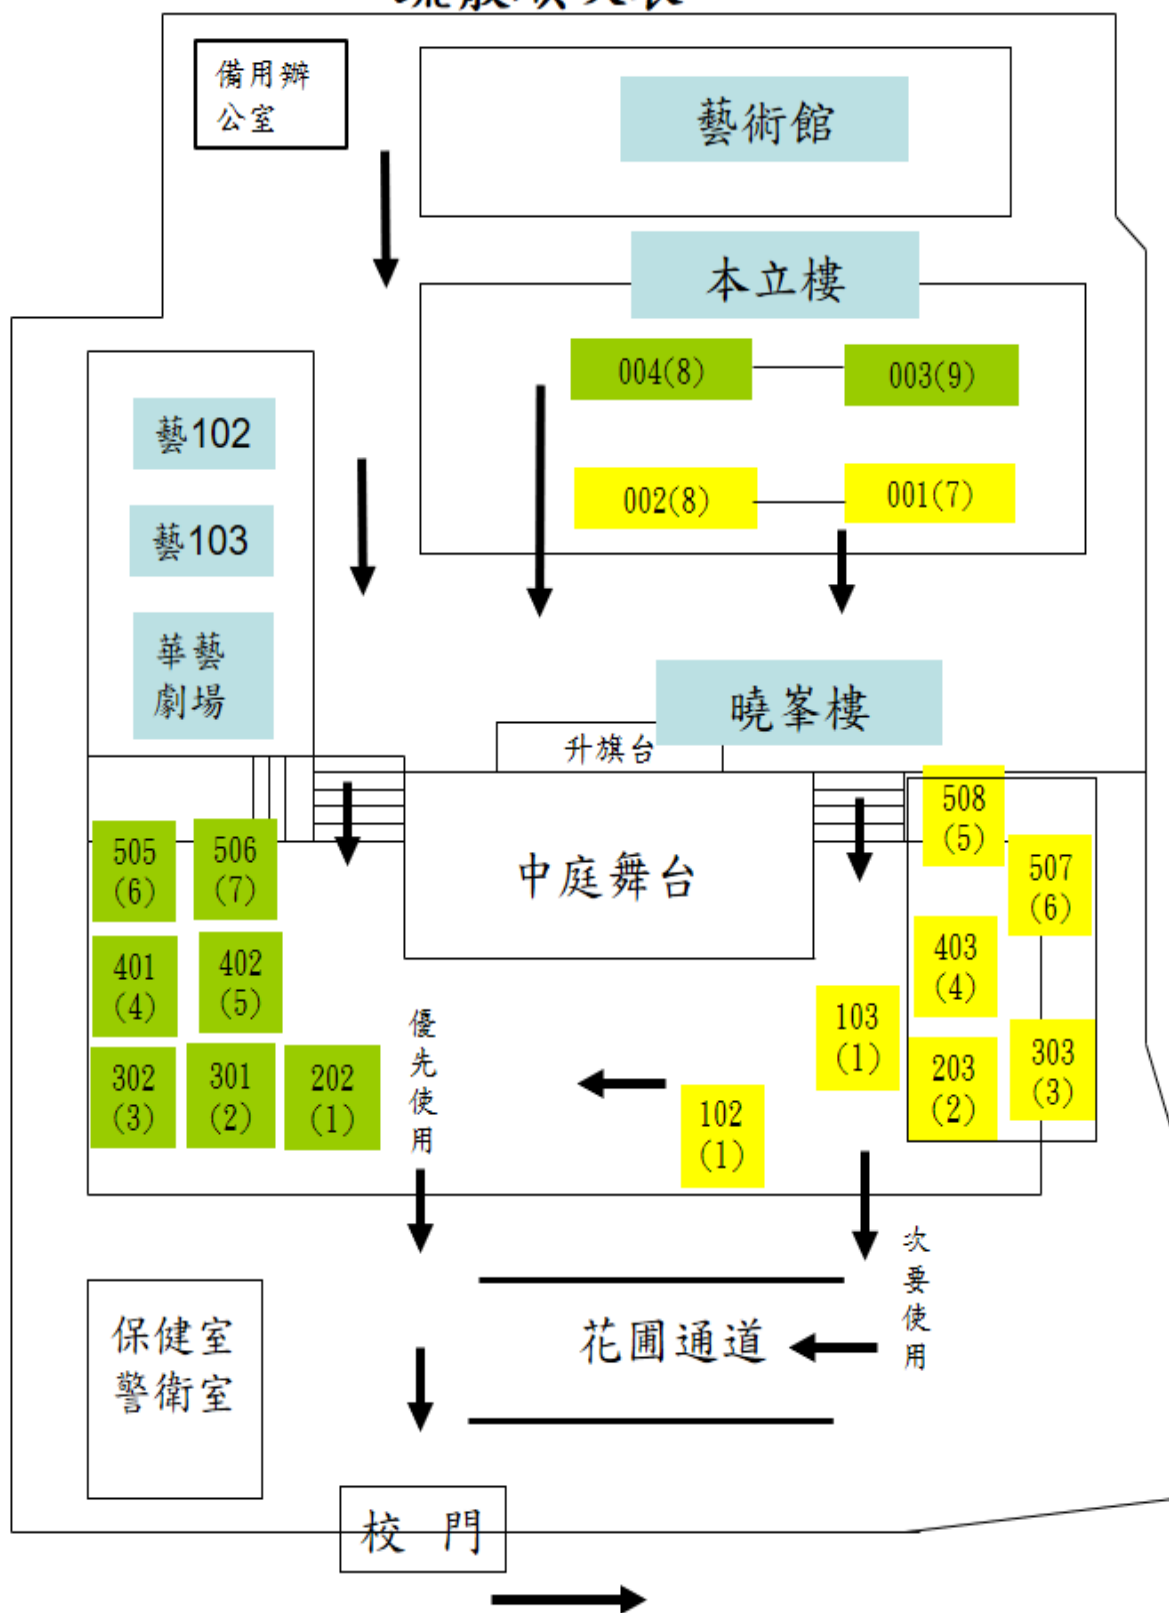 備用辦
公室
藝術館
本立樓
004(8)
003(9)
002(8)
001(7)
藝102
藝103
華藝
劇場
曉峯樓
升旗台
中庭舞台
505
(6)
506
(7)
401
(4)
402
(5)
302
(3)
301
(2)
202
(1)
優先使用
508
(5)
507
(6)
403
(4)
103
(1)
303
(3)
203
(2)
102
(1)
次要使用
花圃通道
保健室
警衛室
校 門